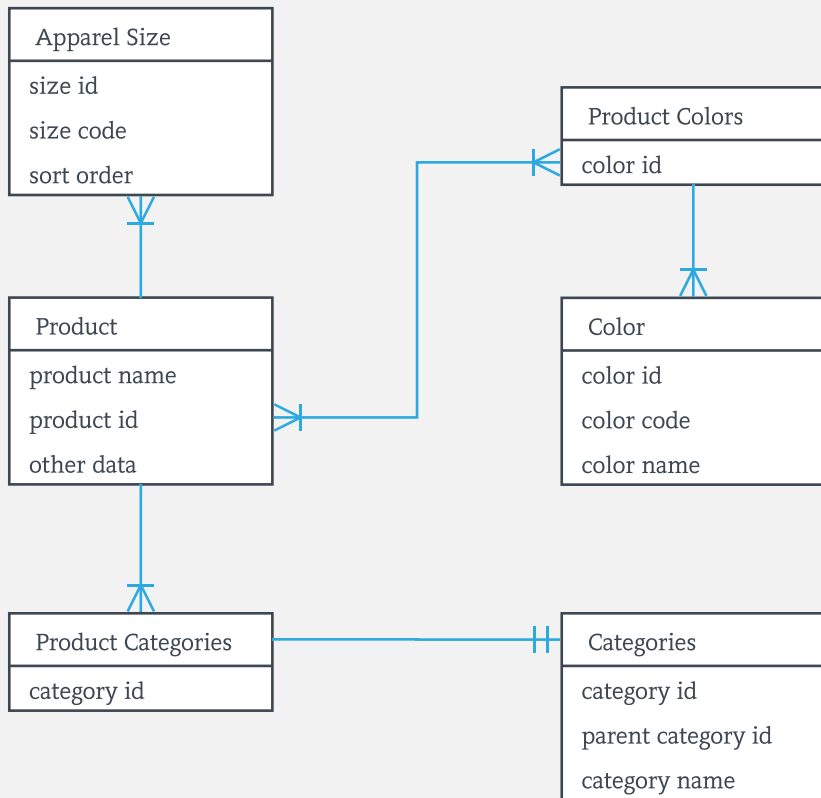 Apparel Size
size id
size code
sort order
Product Colors
color id
Product
product name
product id
other data
Color
color id
color code
color name
Product Categories
category id
Categories
category id
parent category id
category name